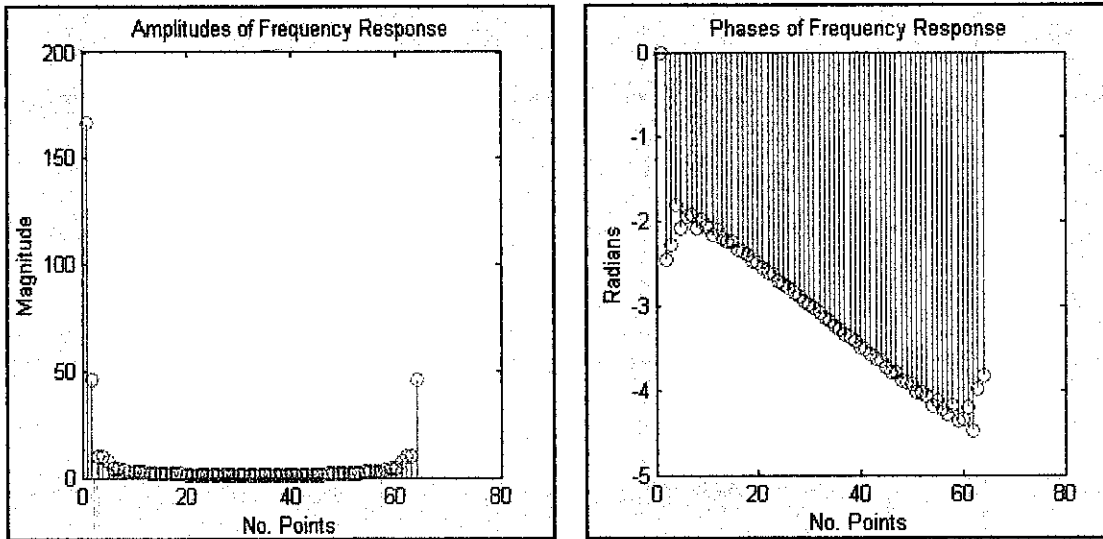 Amplitudes of Frequency Response
200
150
100
50
0
Magnitude
0 20 40 60 80
No. Points
Phases of Frequency Response
0
-1
-2
-3
-4
-5
Radians
0 20 40 60 80
No. Points